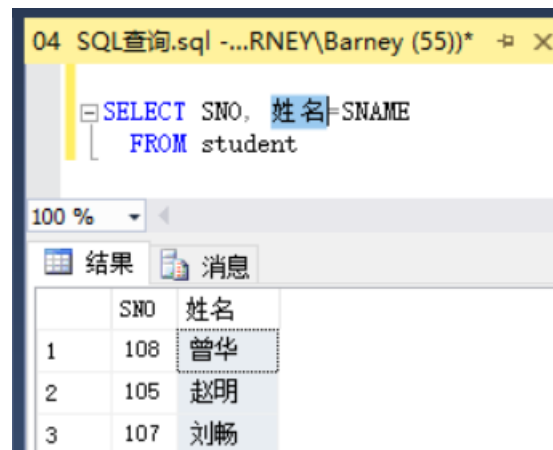 04 SQL查询.sql -...RNEY\Barney (55))*
SELECT SNO, 姓名=SNAME
FROM student
100 %
结果 消息
SNO 姓名
1 108 曾华
2 105 赵明
3 107 刘畅